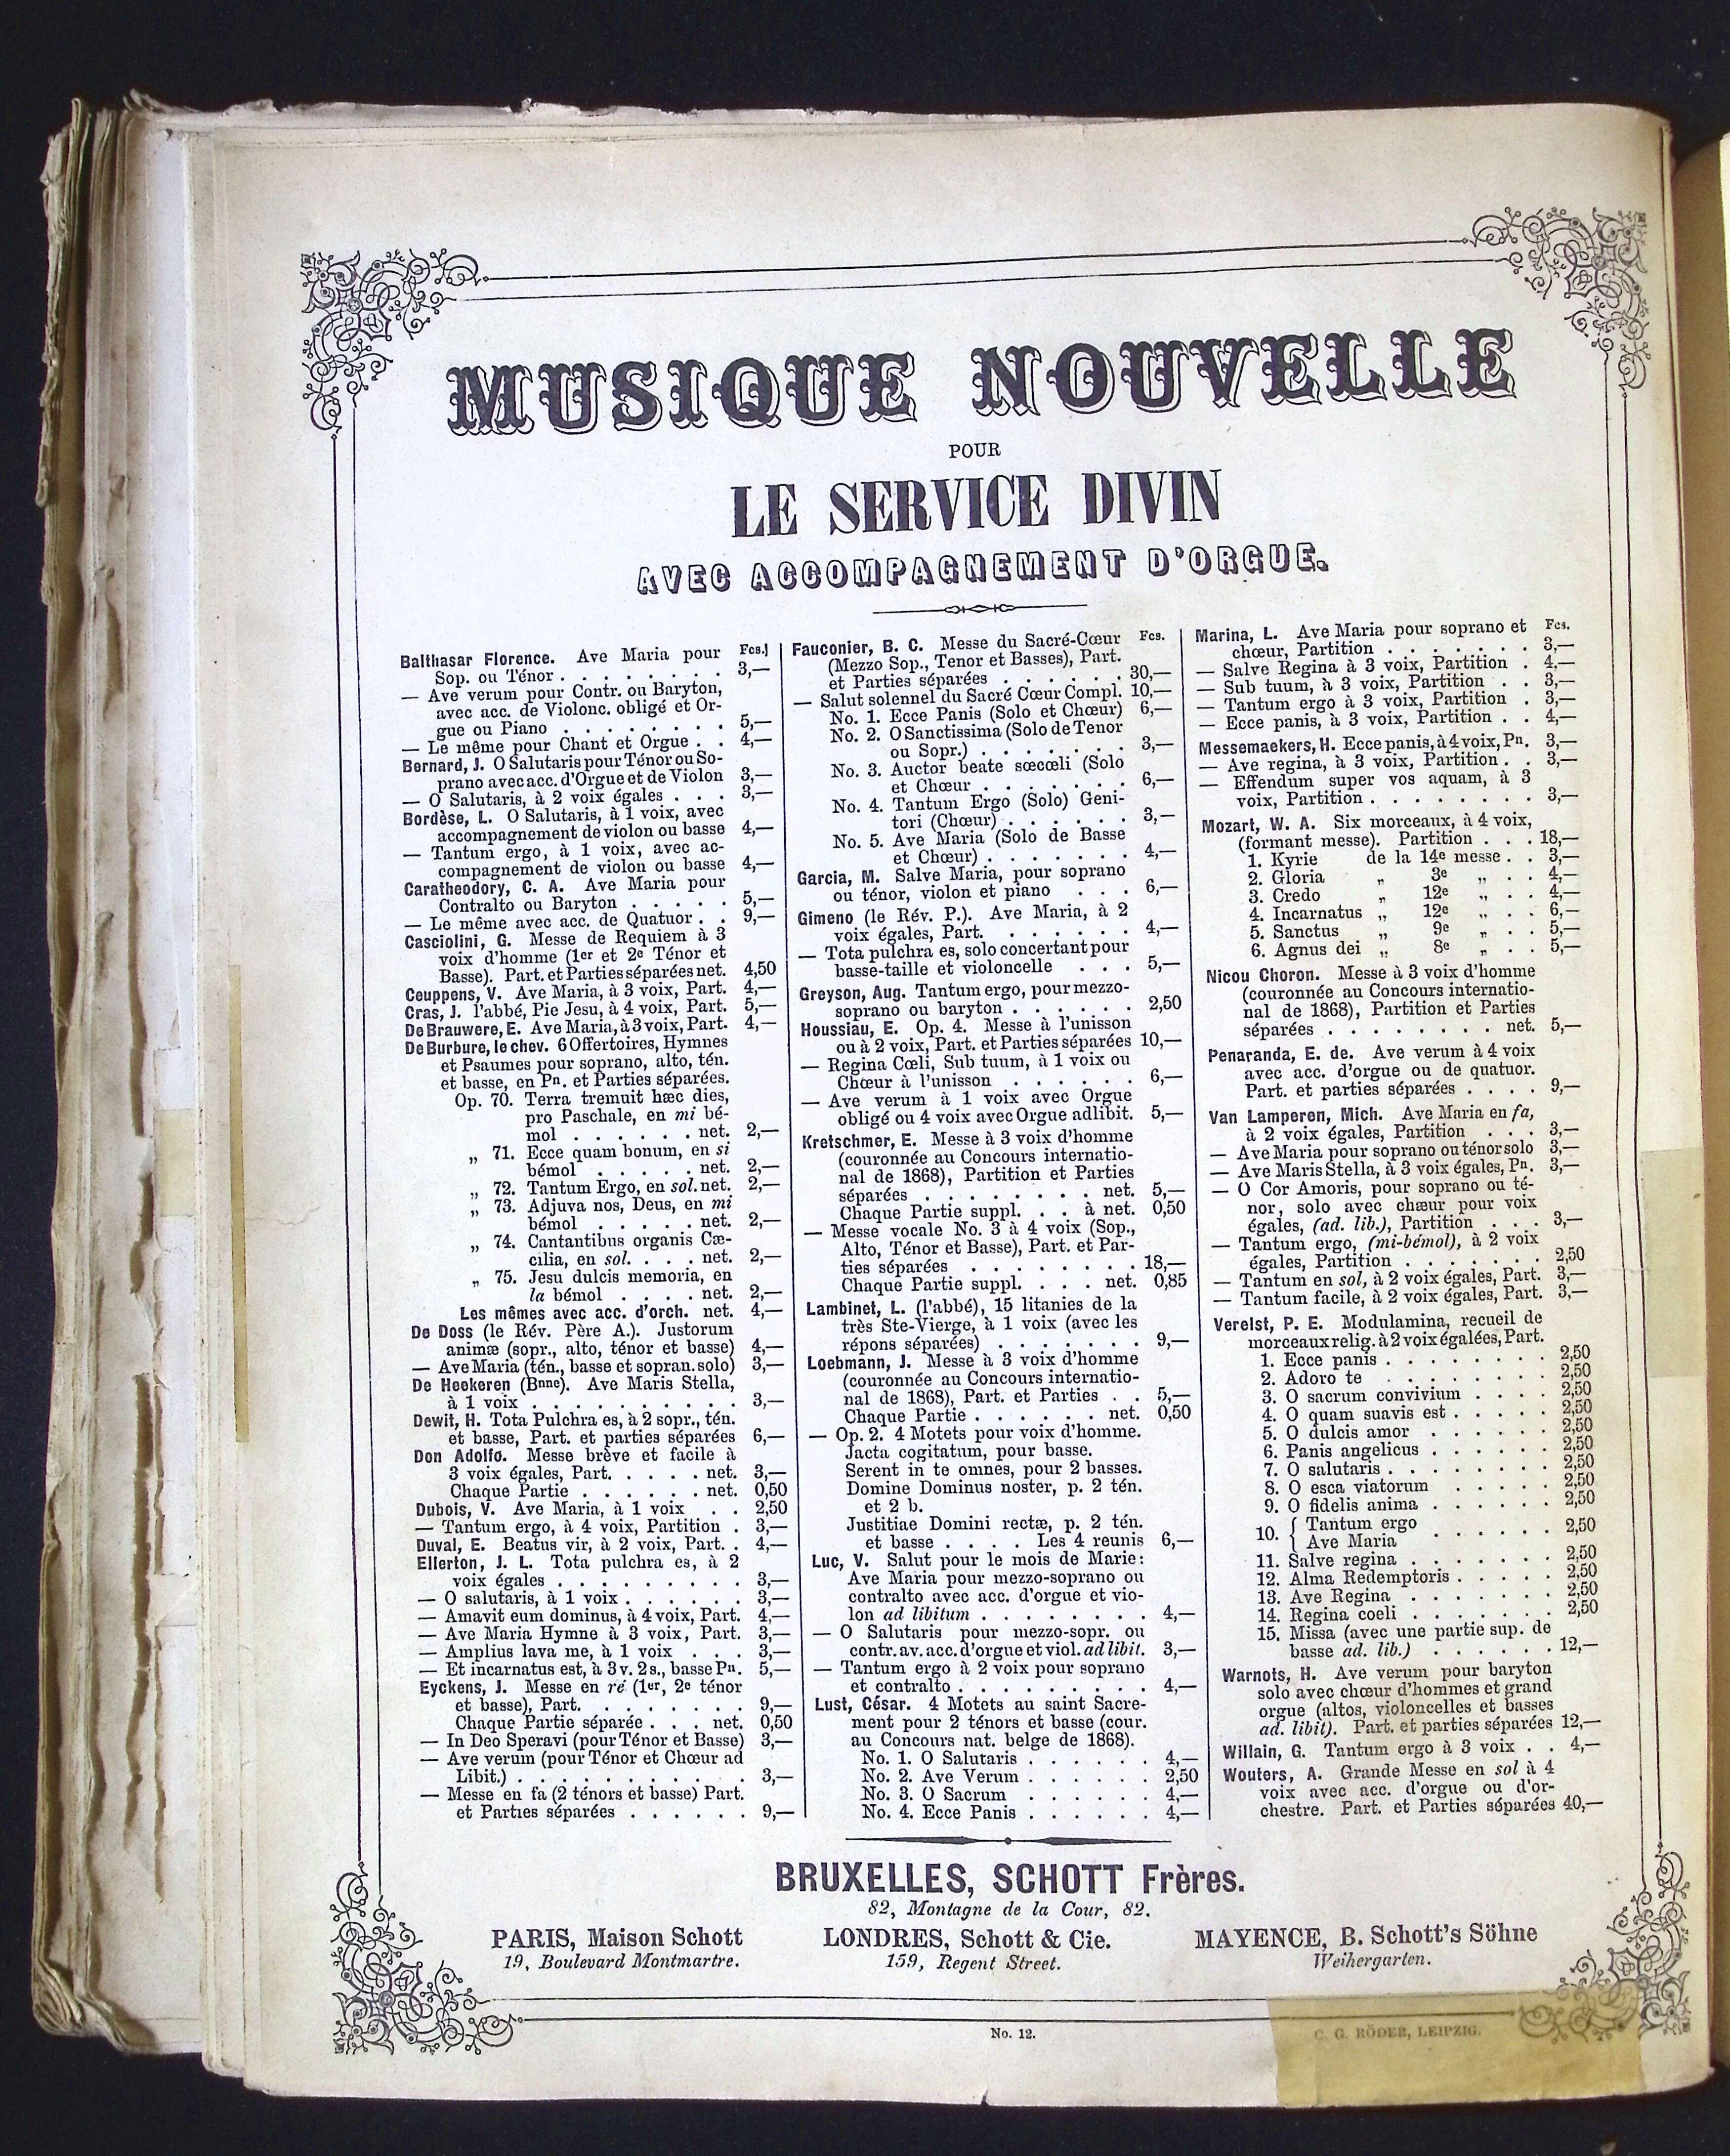 MUSIQUE NOUVELLE
POUR
LE SERVICE DIVIN
AVEC ACCOMPAGNEMENT D'ORGUE.
Fcs.
Balthasar Florence. Ave Maria pour
Sop. ou Ténor . . . . . . . . 3,—
— Ave verum pour Contr. ou Baryton,
avec acc. de Violonc. obligé et Or-
gue ou Piano . . . . . . . . 5,—
— Le même pour Chant et Orgue . . 4,—
Bernard, J. O Salutaris pour Ténor ou So-
prano avec acc. d'Orgue et de Violon 3,—
— O Salutaris, à 2 voix égales . . . 3,—
Bordèse, L. O Salutaris, à 1 voix, avec
accompagnement de violon ou basse 4,—
— Tantum ergo, à 1 voix, avec ac-
compagnement de violon ou basse 4,—
Caratheodory, C. A. Ave Maria pour
Contralto ou Baryton . . . . . 5,—
— Le même avec acc. de Quatuor . . 9,—
Casciolini, G. Messe de Requiem à 3
voix d'homme (1er et 2e Ténor et
Basse). Part. et Parties séparées net. 4,50
Ceuppens, V. Ave Maria, à 3 voix, Part. 4,—
Cras, J. l'abbé, Pie Jesu, à 4 voix, Part. 5,—
De Brauwere, E. Ave Maria, à 3 voix, Part. 4,—
De Burbure, le chev. 6 Offertoires, Hymnes
et Psaumes pour soprano, alto, tén.
et basse, en Pn. et Parties séparées.
Op. 70. Terra tremuit hæc dies,
pro Paschale, en mi bé-
mol . . . . . . net. 2,—
„ 71. Ecce quam bonum, en si
bémol . . . . . net. 2,—
„ 72. Tantum Ergo, en sol. net. 2,—
„ 73. Adjuva nos, Deus, en mi
bémol . . . . . net. 2,—
„ 74. Cantantibus organis Cæ-
cilia, en sol. . . . net. 2,—
„ 75. Jesu dulcis memoria, en
la bémol . . . . net. 2,—
Les mêmes avec acc. d'orch. net. 4,—
De Doss (le Rév. Père A.). Justorum
animæ (sopr., alto, ténor et basse) 4,—
— Ave Maria (tén., basse et sopran. solo) 3,—
De Heekeren (Bnne). Ave Maris Stella,
à 1 voix . . . . . . . . . . 3,—
Dewit, H. Tota Pulchra es, à 2 sopr., tén.
et basse, Part. et parties séparées 6,—
Don Adolfo. Messe brève et facile à
3 voix égales, Part. . . . . net. 3,—
Chaque Partie . . . . . . net. 0,50
Dubois, V. Ave Maria, à 1 voix . . 2,50
— Tantum ergo, à 4 voix, Partition . 3,—
Duval, E. Beatus vir, à 2 voix, Part. . 4,—
Ellerton, J. L. Tota pulchra es, à 2
voix égales . . . . . . . . . 3,—
— O salutaris, à 1 voix . . . . . . 3,—
— Amavit eum dominus, à 4 voix, Part. 4,—
— Ave Maria Hymne à 3 voix, Part. 3,—
— Amplius lava me, à 1 voix . . . 3,—
— Et incarnatus est, à 3 v. 2 s., basse Pn. 5,—
Eyckens, J. Messe en ré (1er, 2e ténor
et basse), Part. . . . . . . . 9,—
Chaque Partie séparée . . . net. 0,50
— In Deo Speravi (pour Ténor et Basse) 3,—
— Ave verum (pour Ténor et Chœur ad
Libit.) . . . . . . . . . . . 3,—
— Messe en fa (2 ténors et basse) Part.
et Parties séparées . . . . . . 9,—
Fcs.
Fauconier, B. C. Messe du Sacré-Cœur
(Mezzo Sop., Tenor et Basses), Part.
et Parties séparées . . . . . . 30,—
— Salut solennel du Sacré Cœur Compl. 10,—
No. 1. Ecce Panis (Solo et Chœur) 6,—
No. 2. O Sanctissima (Solo de Tenor
ou Sopr.) . . . . . . . 3,—
No. 3. Auctor beate sœcœli (Solo
et Chœur . . . . . . . 6,—
No. 4. Tantum Ergo (Solo) Geni-
tori (Chœur) . . . . . . 3,—
No. 5. Ave Maria (Solo de Basse
et Chœur) . . . . . . . 4,—
Garcia, M. Salve Maria, pour soprano
ou ténor, violon et piano . . . 6,—
Gimeno (le Rév. P.). Ave Maria, à 2
voix égales, Part. . . . . . . 4,—
— Tota pulchra es, solo concertant pour
basse-taille et violoncelle . . . 5,—
Greyson, Aug. Tantum ergo, pour mezzo-
soprano ou baryton . . . . . . 2,50
Houssiau, E. Op. 4. Messe à l'unisson
ou à 2 voix, Part. et Parties séparées 10,—
— Regina Cœli, Sub tuum, à 1 voix ou
Chœur à l'unisson . . . . . . 6,—
— Ave verum à 1 voix avec Orgue
obligé ou 4 voix avec Orgue adlibit. 5,—
Kretschmer, E. Messe à 3 voix d'homme
(couronnée au Concours internatio-
nal de 1868), Partition et Parties
séparées . . . . . . . . net. 5,—
Chaque Partie suppl. . . à net. 0,50
— Messe vocale No. 3 à 4 voix (Sop.,
Alto, Ténor et Basse), Part. et Par-
ties séparées . . . . . . . . 18,—
Chaque Partie suppl. . . . net. 0,85
Lambinet, L. (l'abbé), 15 litanies de la
très Ste-Vierge, à 1 voix (avec les
répons séparées) . . . . . . . 9,—
Loebmann, J. Messe à 3 voix d'homme
(couronnée au Concours internatio-
nal de 1868), Part. et Parties . . 5,—
Chaque Partie . . . . . . net. 0,50
— Op. 2. 4 Motets pour voix d'homme.
Jacta cogitatum, pour basse.
Serent in te omnes, pour 2 basses.
Domine Dominus noster, p. 2 tén.
et 2 b.
Justitiae Domini rectæ, p. 2 tén.
et basse . . . . Les 4 reunis 6,—
Luc, V. Salut pour le mois de Marie:
Ave Maria pour mezzo-soprano ou
contralto avec acc. d'orgue et vio-
lon ad libitum . . . . . . . . 4,—
— O Salutaris pour mezzo-sopr. ou
contr. av. acc. d'orgue et viol. ad libit. 3,—
— Tantum ergo à 2 voix pour soprano
et contralto . . . . . . . . . 4,—
Lust, César. 4 Motets au saint Sacre-
ment pour 2 ténors et basse (cour.
au Concours nat. belge de 1868).
No. 1. O Salutaris . . . . . . 4,—
No. 2. Ave Verum . . . . . . 2,50
No. 3. O Sacrum . . . . . . 4,—
No. 4. Ecce Panis . . . . . . 4,—
Fcs.
Marina, L. Ave Maria pour soprano et
chœur, Partition . . . . . . . 3,—
— Salve Regina à 3 voix, Partition . 4,—
— Sub tuum, à 3 voix, Partition . . 3,—
— Tantum ergo à 3 voix, Partition . 3,—
— Ecce panis, à 3 voix, Partition . . 4,—
Messemaekers, H. Ecce panis, à 4 voix, Pn. 3,—
— Ave regina, à 3 voix, Partition . . 3,—
— Effendum super vos aquam, à 3
voix, Partition . . . . . . . . 3,—
Mozart, W. A. Six morceaux, à 4 voix,
(formant messe). Partition . . . 18,—
1. Kyrie de la 14e messe . . 3,—
2. Gloria „ 3e „ . . 4,—
3. Credo „ 12e „ . . 4,—
4. Incarnatus „ 12e „ . . 6,—
5. Sanctus „ 9e „ . . 5,—
6. Agnus dei „ 8e „ . . 5,—
Nicou Choron. Messe à 3 voix d'homme
(couronnée au Concours internatio-
nal de 1868), Partition et Parties
séparées . . . . . . . . net. 5,—
Penaranda, E. de. Ave verum à 4 voix
avec acc. d'orgue ou de quatuor.
Part. et parties séparées . . . . 9,—
Van Lamperen, Mich. Ave Maria en fa,
à 2 voix égales, Partition . . . 3,—
— Ave Maria pour soprano ou ténor solo 3,—
— Ave Maris Stella, à 3 voix égales, Pn. 3,—
— O Cor Amoris, pour soprano ou té-
nor, solo avec chœur pour voix
égales, (ad. lib.), Partition . . . 3,—
— Tantum ergo, (mi-bémol), à 2 voix
égales, Partition . . . . . . . 2,50
— Tantum en sol, à 2 voix égales, Part. 3,—
— Tantum facile, à 2 voix égales, Part. 3,—
Verelst, P. E. Modulamina, recueil de
morceaux relig. à 2 voix égalées, Part.
1. Ecce panis . . . . . . . . 2,50
2. Adoro te . . . . . . . . 2,50
3. O sacrum convivium . . . . 2,50
4. O quam suavis est . . . . . 2,50
5. O dulcis amor . . . . . . 2,50
6. Panis angelicus . . . . . . 2,50
7. O salutaris . . . . . . . . 2,50
8. O esca viatorum . . . . . 2,50
9. O fidelis anima . . . . . . 2,50
10. { Tantum ergo
Ave Maria . . . . . . 2,50
11. Salve regina . . . . . . . 2,50
12. Alma Redemptoris . . . . . 2,50
13. Ave Regina . . . . . . . 2,50
14. Regina coeli . . . . . . . 2,50
15. Missa (avec une partie sup. de
basse ad. lib.) . . . . . . 12,—
Warnots, H. Ave verum pour baryton
solo avec chœur d'hommes et grand
orgue (altos, violoncelles et basses
ad. libit). Part. et parties séparées 12,—
Willain, G. Tantum ergo à 3 voix . . 4,—
Wouters, A. Grande Messe en sol à 4
voix avec acc. d'orgue ou d'or-
chestre. Part. et Parties séparées 40,—
BRUXELLES, SCHOTT Frères.
82, Montagne de la Cour, 82.
PARIS, Maison Schott
19, Boulevard Montmartre.
LONDRES, Schott & Cie.
159, Regent Street.
MAYENCE, B. Schott's Söhne
Weihergarten.
No. 12.
C. G. RÖDER, LEIPZIG.